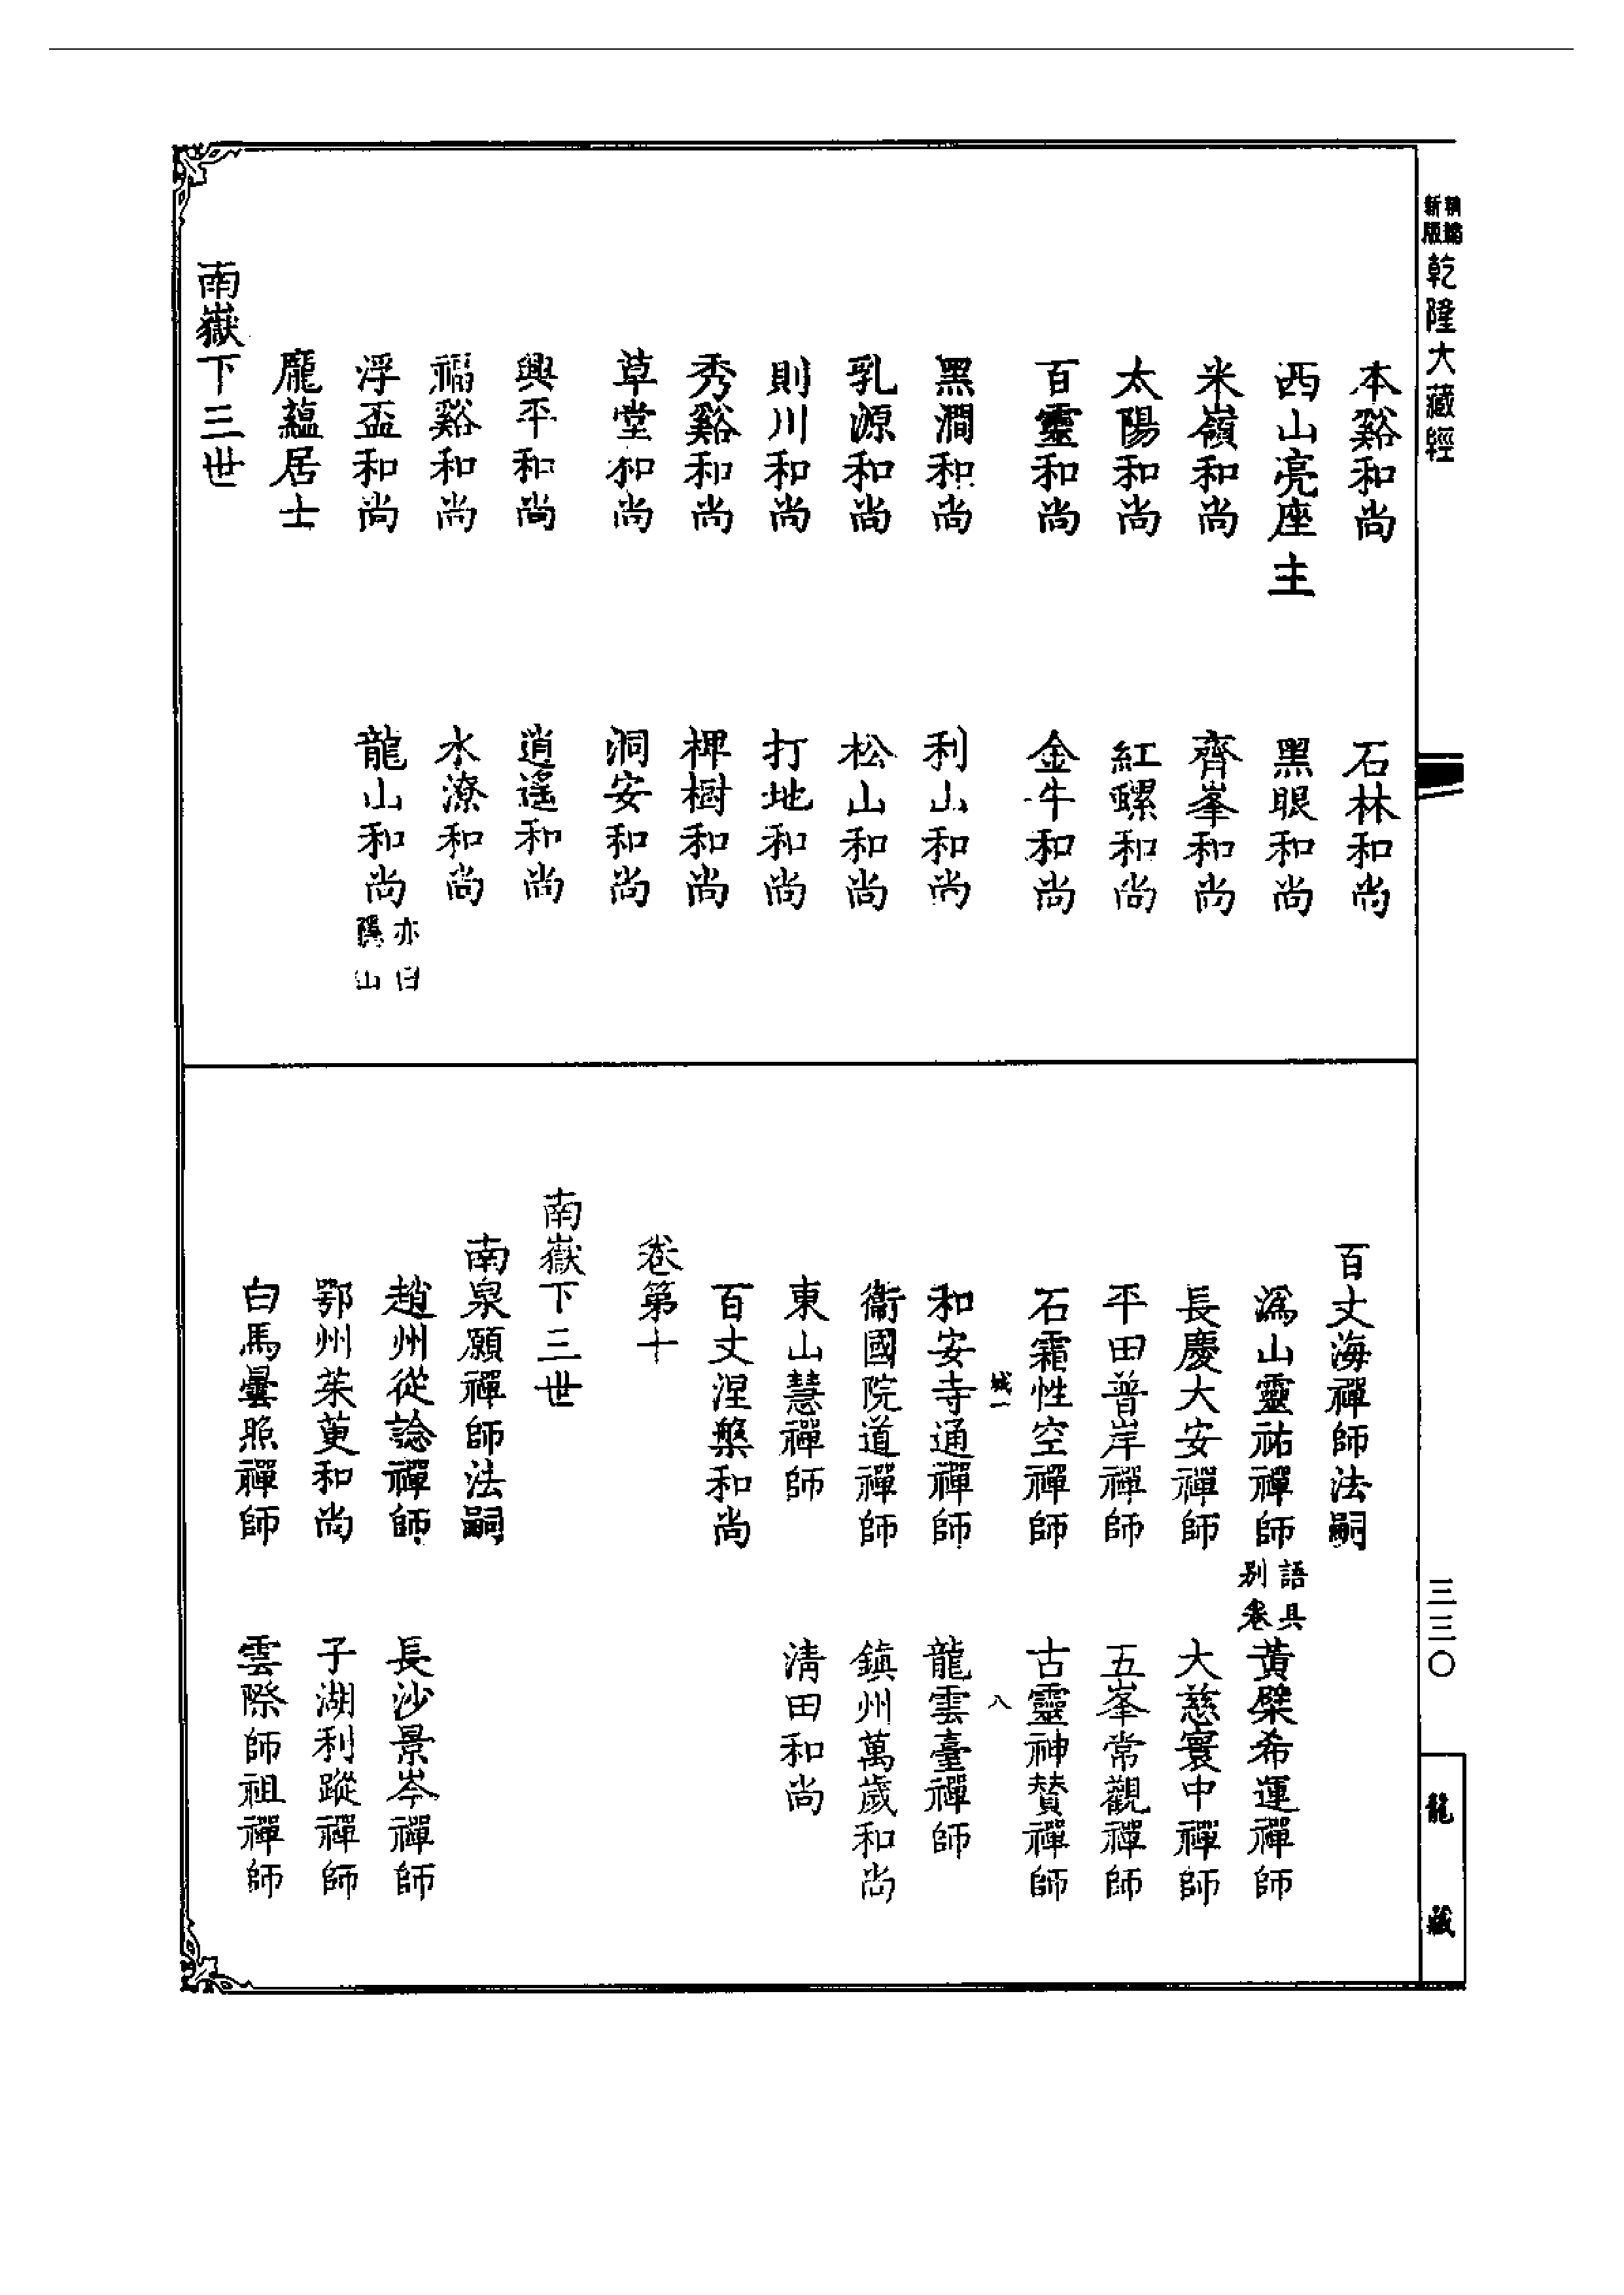 精編新版
乾隆大藏經
本谿和尚　石林和尚
西山亮座主　黑眼和尚
米嶺和尚　齊峯和尚
太陽和尚　紅螺和尚
百靈和尚　金牛和尚
黑澗和尚　利山和尚
乳源和尚　松山和尚
則川和尚　打地和尚
秀谿和尚　椑樹和尚
草堂和尚　洞安和尚
興平和尚　逍遙和尚
福谿和尚　水潦和尚
浮盃和尚　龍山和尚亦曰隱山
龐蘊居士
南嶽下三世
百丈海禪師法嗣
溈山靈祐禪師語具別卷　黃檗希運禪師
長慶大安禪師　大慈寰中禪師
平田普岸禪師　五峯常觀禪師
石霜性空禪師　古靈神贊禪師
城一　八
和安寺通禪師　龍雲臺禪師
衞國院道禪師　鎮州萬歲和尚
東山慧禪師　清田和尚
百丈涅槃和尚
卷第十
南嶽下三世
南泉願禪師法嗣
趙州從諗禪師　長沙景岑禪師
鄂州茱萸和尚　子湖利蹤禪師
白馬曇照禪師　雲際師祖禪師
三三〇
龍藏